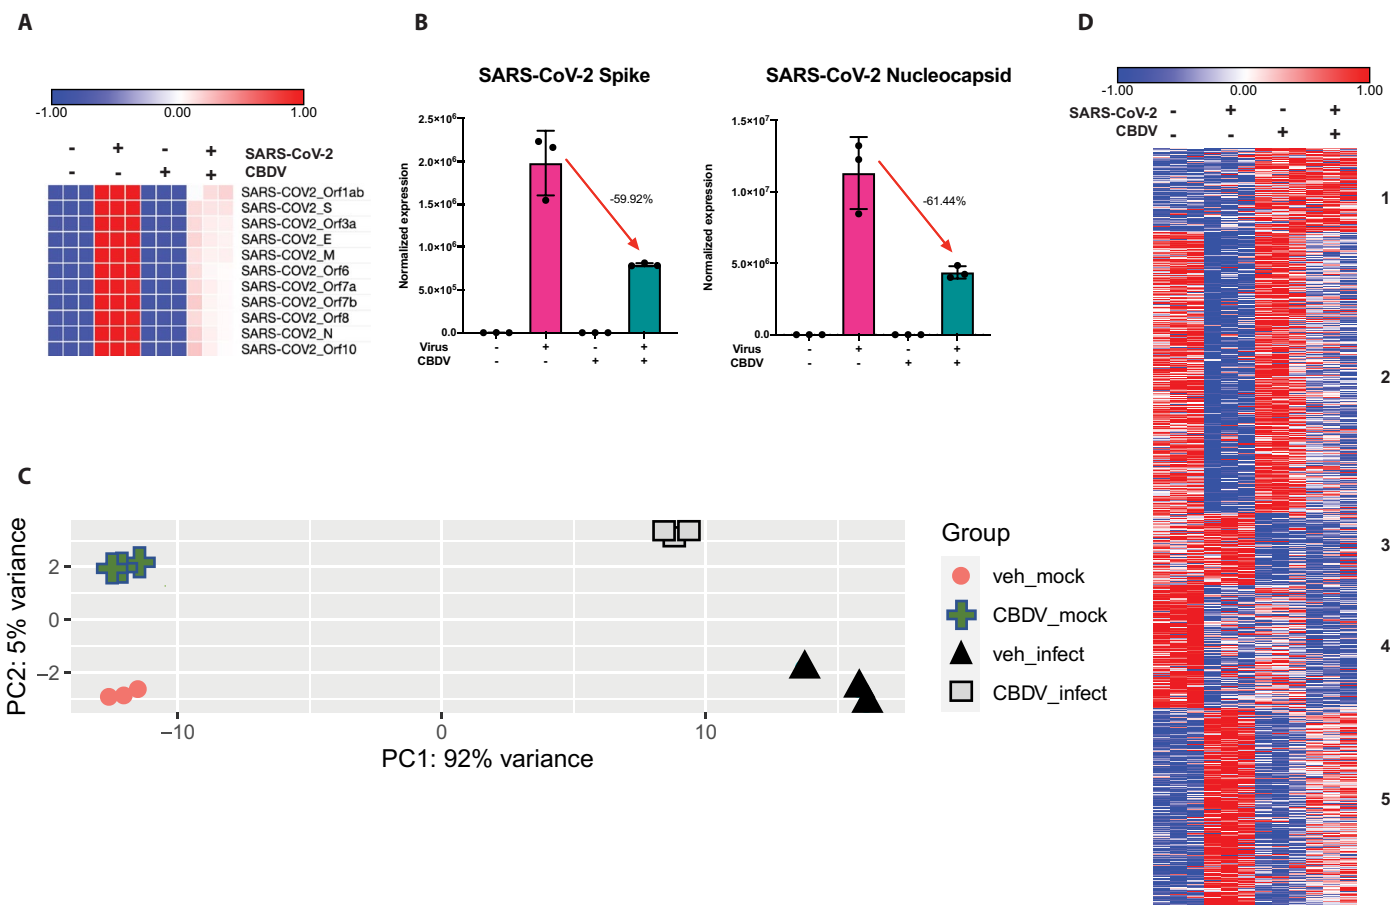 A
-1.00 0.00 1.00
- + - + SARS-CoV-2
- - + + CBDV
SARS-COV2_Orf1ab
SARS-COV2_S
SARS-COV2_Orf3a
SARS-COV2_E
SARS-COV2_M
SARS-COV2_Orf6
SARS-COV2_Orf7a
SARS-COV2_Orf7b
SARS-COV2_Orf8
SARS-COV2_N
SARS-COV2_Orf10
B
SARS-CoV-2 Spike
Normalized expression
2.5×10⁶
2.0×10⁶
1.5×10⁶
1.0×10⁶
5.0×10⁵
0.0
-59.92%
Virus - + - +
CBDV - - + +
SARS-CoV-2 Nucleocapsid
Normalized expression
1.5×10⁷
1.0×10⁷
5.0×10⁶
0.0
-61.44%
Virus - + - +
CBDV - - + +
C
PC2: 5% variance
2
0
−2
−10 0 10
PC1: 92% variance
Group
veh_mock
CBDV_mock
veh_infect
CBDV_infect
D
-1.00 0.00 1.00
SARS-CoV-2 - + - +
CBDV - - + +
1
2
3
4
5